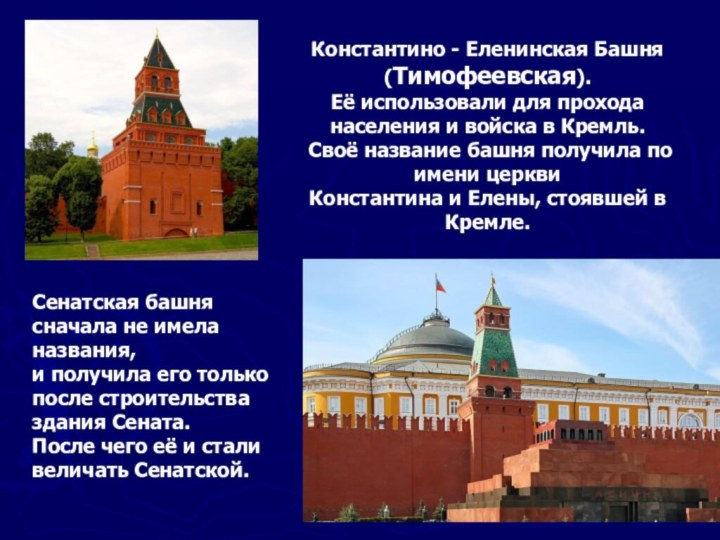 Константино - Еленинская Башня
(Тимофеевская).
Её использовали для прохода
населения и войска в Кремль.
Своё название башня получила по
имени церкви
Константина и Елены, стоявшей в
Кремле.
Сенатская башня
сначала не имела
названия,
и получила его только
после строительства
здания Сената.
После чего её и стали
величать Сенатской.